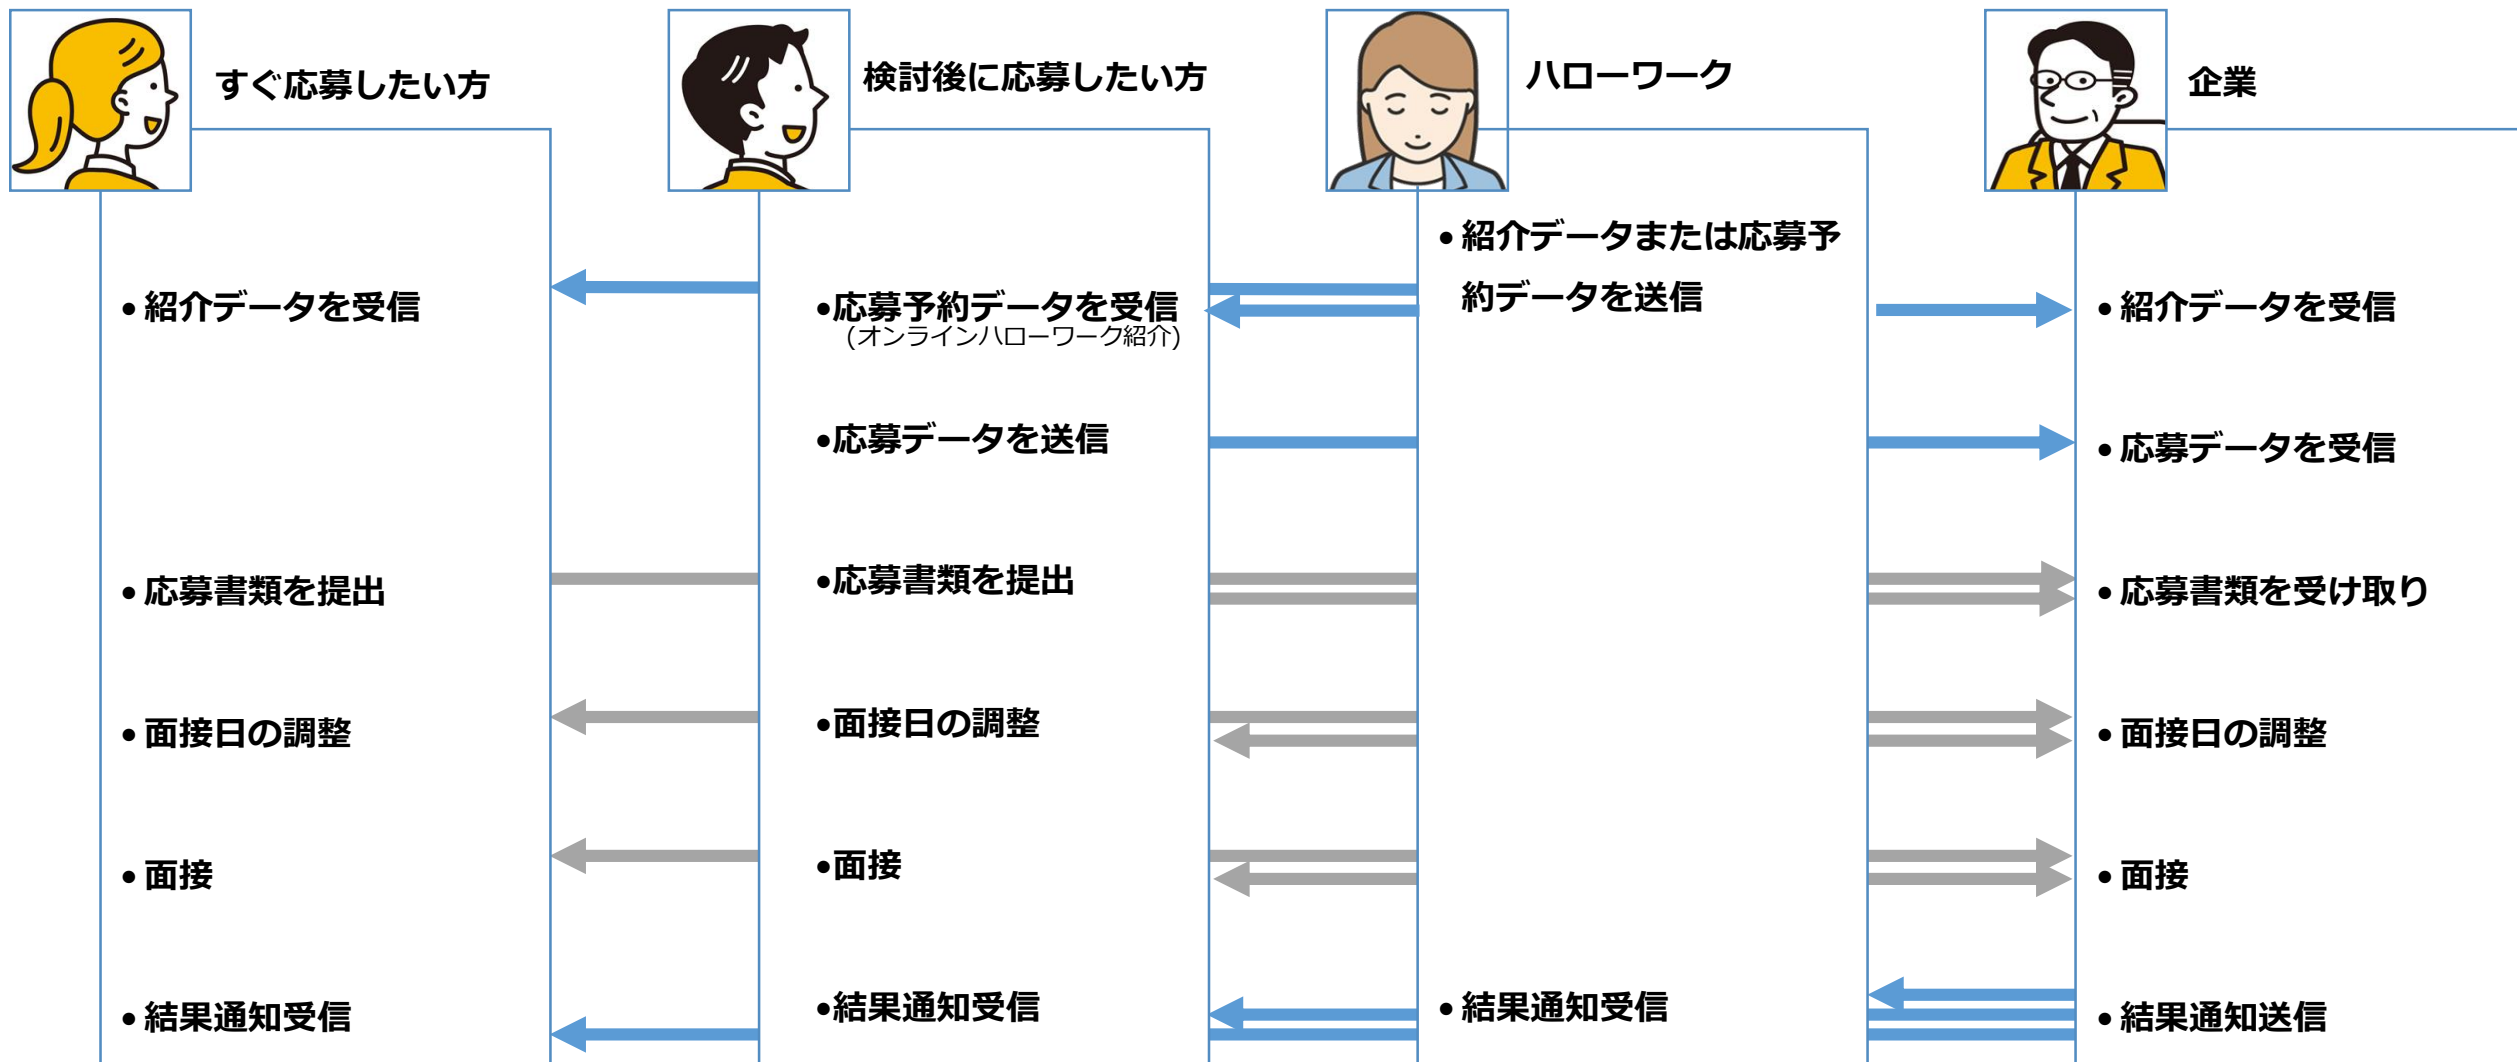 すぐ応募したい方
検討後に応募したい方
ハローワーク
企業
•紹介データまたは応募予
約データを送信
•紹介データを受信
•応募予約データを受信
(オンラインハローワーク紹介)
•紹介データを受信
•応募データを送信
•応募データを受信
•応募書類を提出
•応募書類を提出
•応募書類を受け取り
•面接日の調整
•面接日の調整
•面接日の調整
•面接
•面接
•面接
•結果通知受信
•結果通知受信
•結果通知受信
•結果通知送信